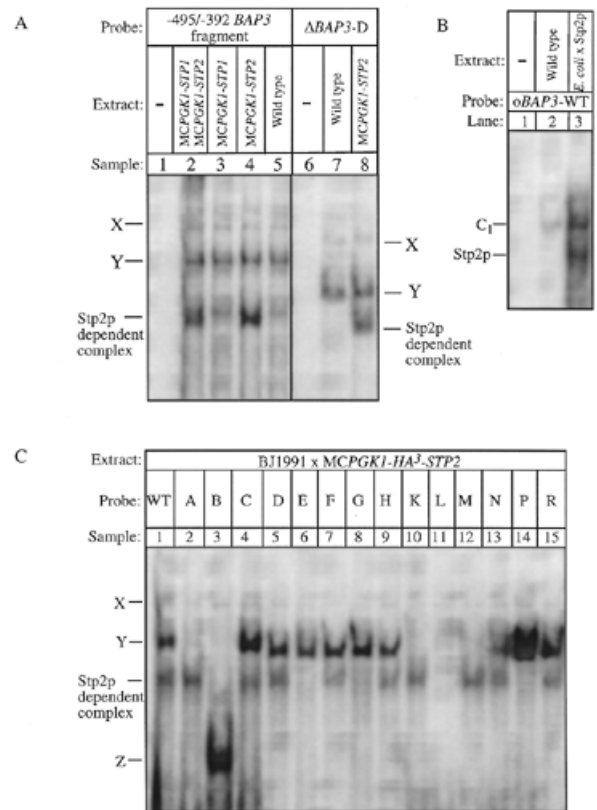 A
Probe: -495/-392 BAP3 fragment ΔBAP3-D
Extract: - MCPGK1-STP1 MCPGK1-STP2 MCPGK1-STP1 MCPGK1-STP2 Wild type - Wild type MCPGK1-STP2
Sample: 1 2 3 4 5 6 7 8
X
Y
Stp2p
dependent
complex
X
Y
Stp2p
dependent
complex
B
Extract: - Wild type E. coli x Stp2p
Probe: oBAP3-WT
Lane: 1 2 3
C1
Stp2p
C
Extract: BJ1991 x MCPGK1-HA3-STP2
Probe: WT A B C D E F G H K L M N P R
Sample: 1 2 3 4 5 6 7 8 9 10 11 12 13 14 15
X
Y
Stp2p
dependent
complex
Z